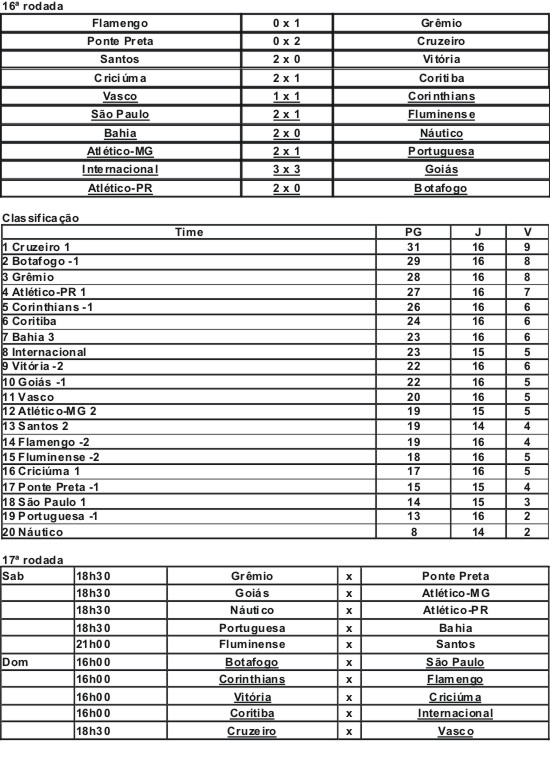 16ª rodada
Flamengo 0 x 1 Grêmio
Ponte Preta 0 x 2 Cruzeiro
Santos 2 x 0 Vitória
Criciúma 2 x 1 Coritiba
Vasco 1 x 1 Corinthians
São Paulo 2 x 1 Fluminense
Bahia 2 x 0 Náutico
Atlético-MG 2 x 1 Portuguesa
Internacional 3 x 3 Goiás
Atlético-PR 2 x 0 Botafogo
Classificação
Time PG J V
1 Cruzeiro 1 31 16 9
2 Botafogo -1 29 16 8
3 Grêmio 28 16 8
4 Atlético-PR 1 27 16 7
5 Corinthians -1 26 16 6
6 Coritiba 24 16 6
7 Bahia 3 23 16 6
8 Internacional 23 15 5
9 Vitória -2 22 16 6
10 Goiás -1 22 16 5
11 Vasco 20 16 5
12 Atlético-MG 2 19 15 5
13 Santos 2 19 14 4
14 Flamengo -2 19 16 4
15 Fluminense -2 18 16 5
16 Criciúma 1 17 16 5
17 Ponte Preta -1 15 15 4
18 São Paulo 1 14 15 3
19 Portuguesa -1 13 16 2
20 Náutico 8 14 2
17ª rodada
Sab 18h30 Grêmio x Ponte Preta
18h30 Goiás x Atlético-MG
18h30 Náutico x Atlético-PR
18h30 Portuguesa x Bahia
21h00 Fluminense x Santos
Dom 16h00 Botafogo x São Paulo
16h00 Corinthians x Flamengo
16h00 Vitória x Criciúma
16h00 Coritiba x Internacional
18h30 Cruzeiro x Vasco